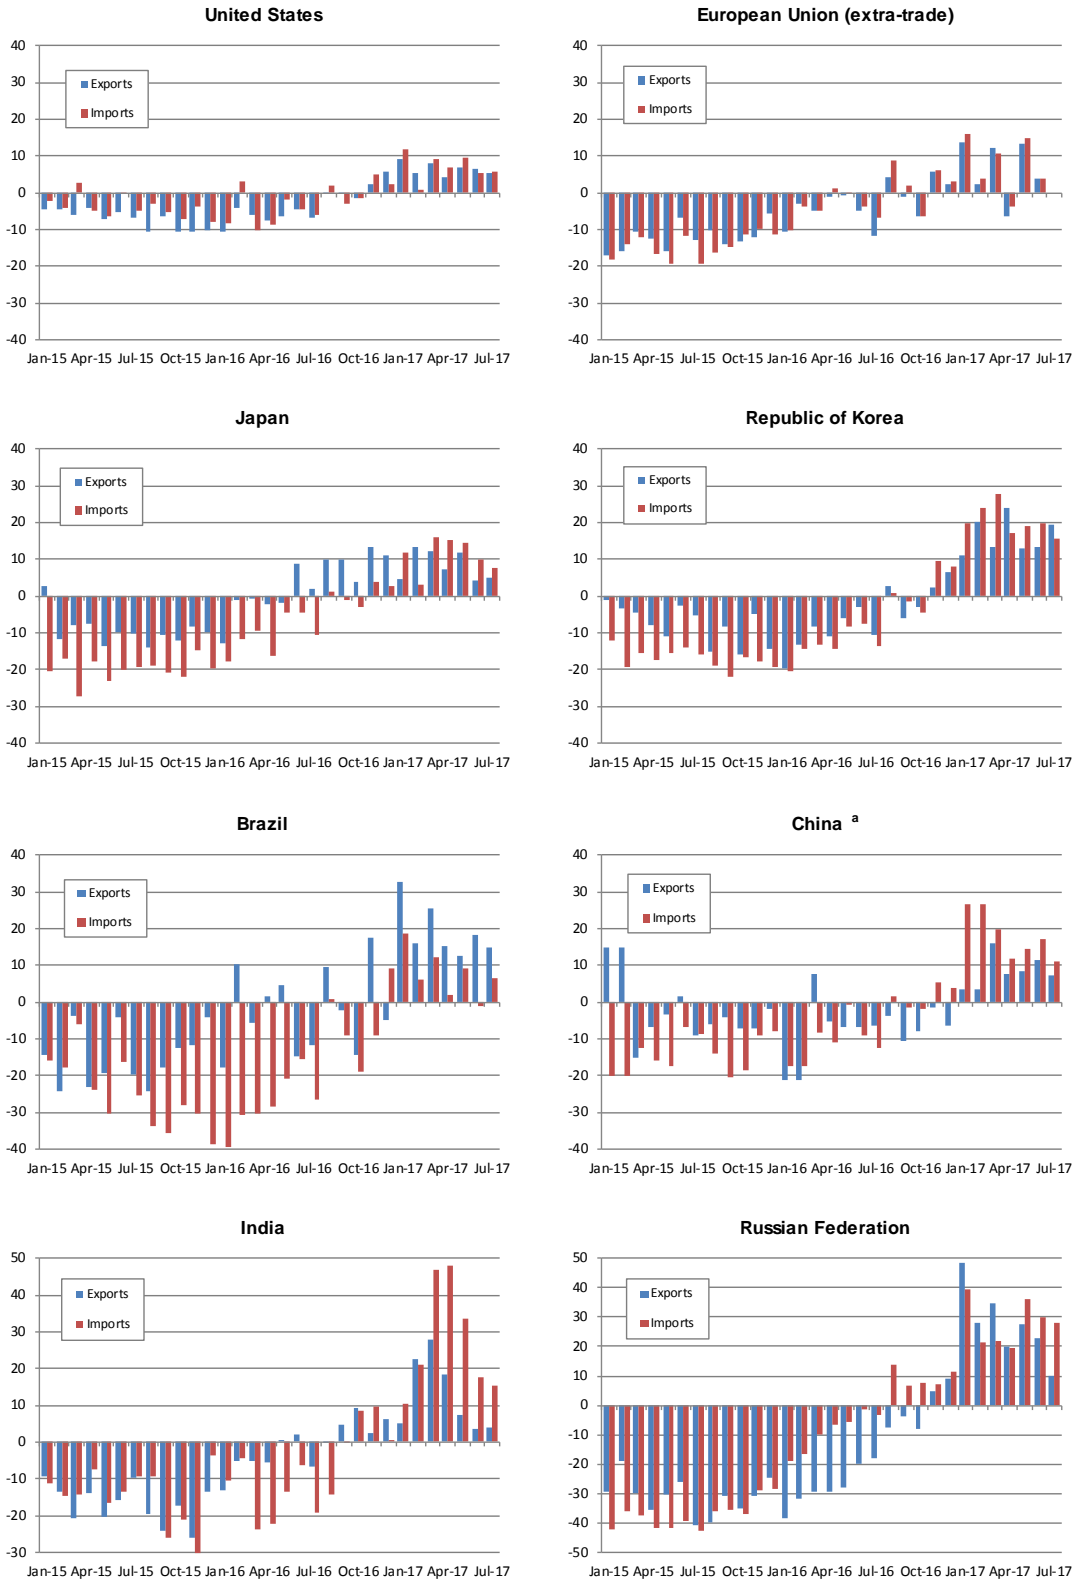 United States
40
30
20
10
0
-10
-20
-30
-40
Exports
Imports
Jan-15 Apr-15 Jul-15 Oct-15 Jan-16 Apr-16 Jul-16 Oct-16 Jan-17 Apr-17 Jul-17
European Union (extra-trade)
40
30
20
10
0
-10
-20
-30
-40
Exports
Imports
Jan-15 Apr-15 Jul-15 Oct-15 Jan-16 Apr-16 Jul-16 Oct-16 Jan-17 Apr-17 Jul-17
Japan
40
30
20
10
0
-10
-20
-30
-40
Exports
Imports
Jan-15 Apr-15 Jul-15 Oct-15 Jan-16 Apr-16 Jul-16 Oct-16 Jan-17 Apr-17 Jul-17
Republic of Korea
40
30
20
10
0
-10
-20
-30
-40
Exports
Imports
Jan-15 Apr-15 Jul-15 Oct-15 Jan-16 Apr-16 Jul-16 Oct-16 Jan-17 Apr-17 Jul-17
Brazil
40
30
20
10
0
-10
-20
-30
-40
Exports
Imports
Jan-15 Apr-15 Jul-15 Oct-15 Jan-16 Apr-16 Jul-16 Oct-16 Jan-17 Apr-17 Jul-17
China a
40
30
20
10
0
-10
-20
-30
-40
Exports
Imports
Jan-15 Apr-15 Jul-15 Oct-15 Jan-16 Apr-16 Jul-16 Oct-16 Jan-17 Apr-17 Jul-17
India
50
40
30
20
10
0
-10
-20
-30
Exports
Imports
Jan-15 Apr-15 Jul-15 Oct-15 Jan-16 Apr-16 Jul-16 Oct-16 Jan-17 Apr-17 Jul-17
Russian Federation
50
40
30
20
10
0
-10
-20
-30
-40
-50
Exports
Imports
Jan-15 Apr-15 Jul-15 Oct-15 Jan-16 Apr-16 Jul-16 Oct-16 Jan-17 Apr-17 Jul-17